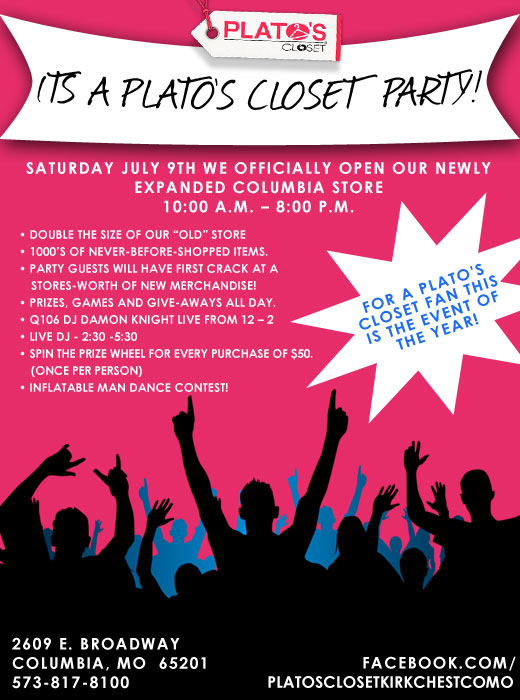 PLATO'S
CLOSET
IT'S A PLATO'S CLOSET PARTY!
SATURDAY JULY 9TH WE OFFICIALLY OPEN OUR NEWLY
EXPANDED COLUMBIA STORE
10:00 A.M. – 8:00 P.M.
• DOUBLE THE SIZE OF OUR “OLD” STORE
• 1000'S OF NEVER-BEFORE-SHOPPED ITEMS.
• PARTY GUESTS WILL HAVE FIRST CRACK AT A
STORES-WORTH OF NEW MERCHANDISE!
• PRIZES, GAMES AND GIVE-AWAYS ALL DAY.
• Q106 DJ DAMON KNIGHT LIVE FROM 12 – 2
• LIVE DJ - 2:30 -5:30
• SPIN THE PRIZE WHEEL FOR EVERY PURCHASE OF $50.
(ONCE PER PERSON)
• INFLATABLE MAN DANCE CONTEST!
FOR A PLATO'S
CLOSET FAN THIS
IS THE EVENT OF
THE YEAR!
2609 E. BROADWAY
COLUMBIA, MO 65201
573-817-8100
FACEBOOK.COM/
PLATOSCLOSETKIRKCHESTCOMO